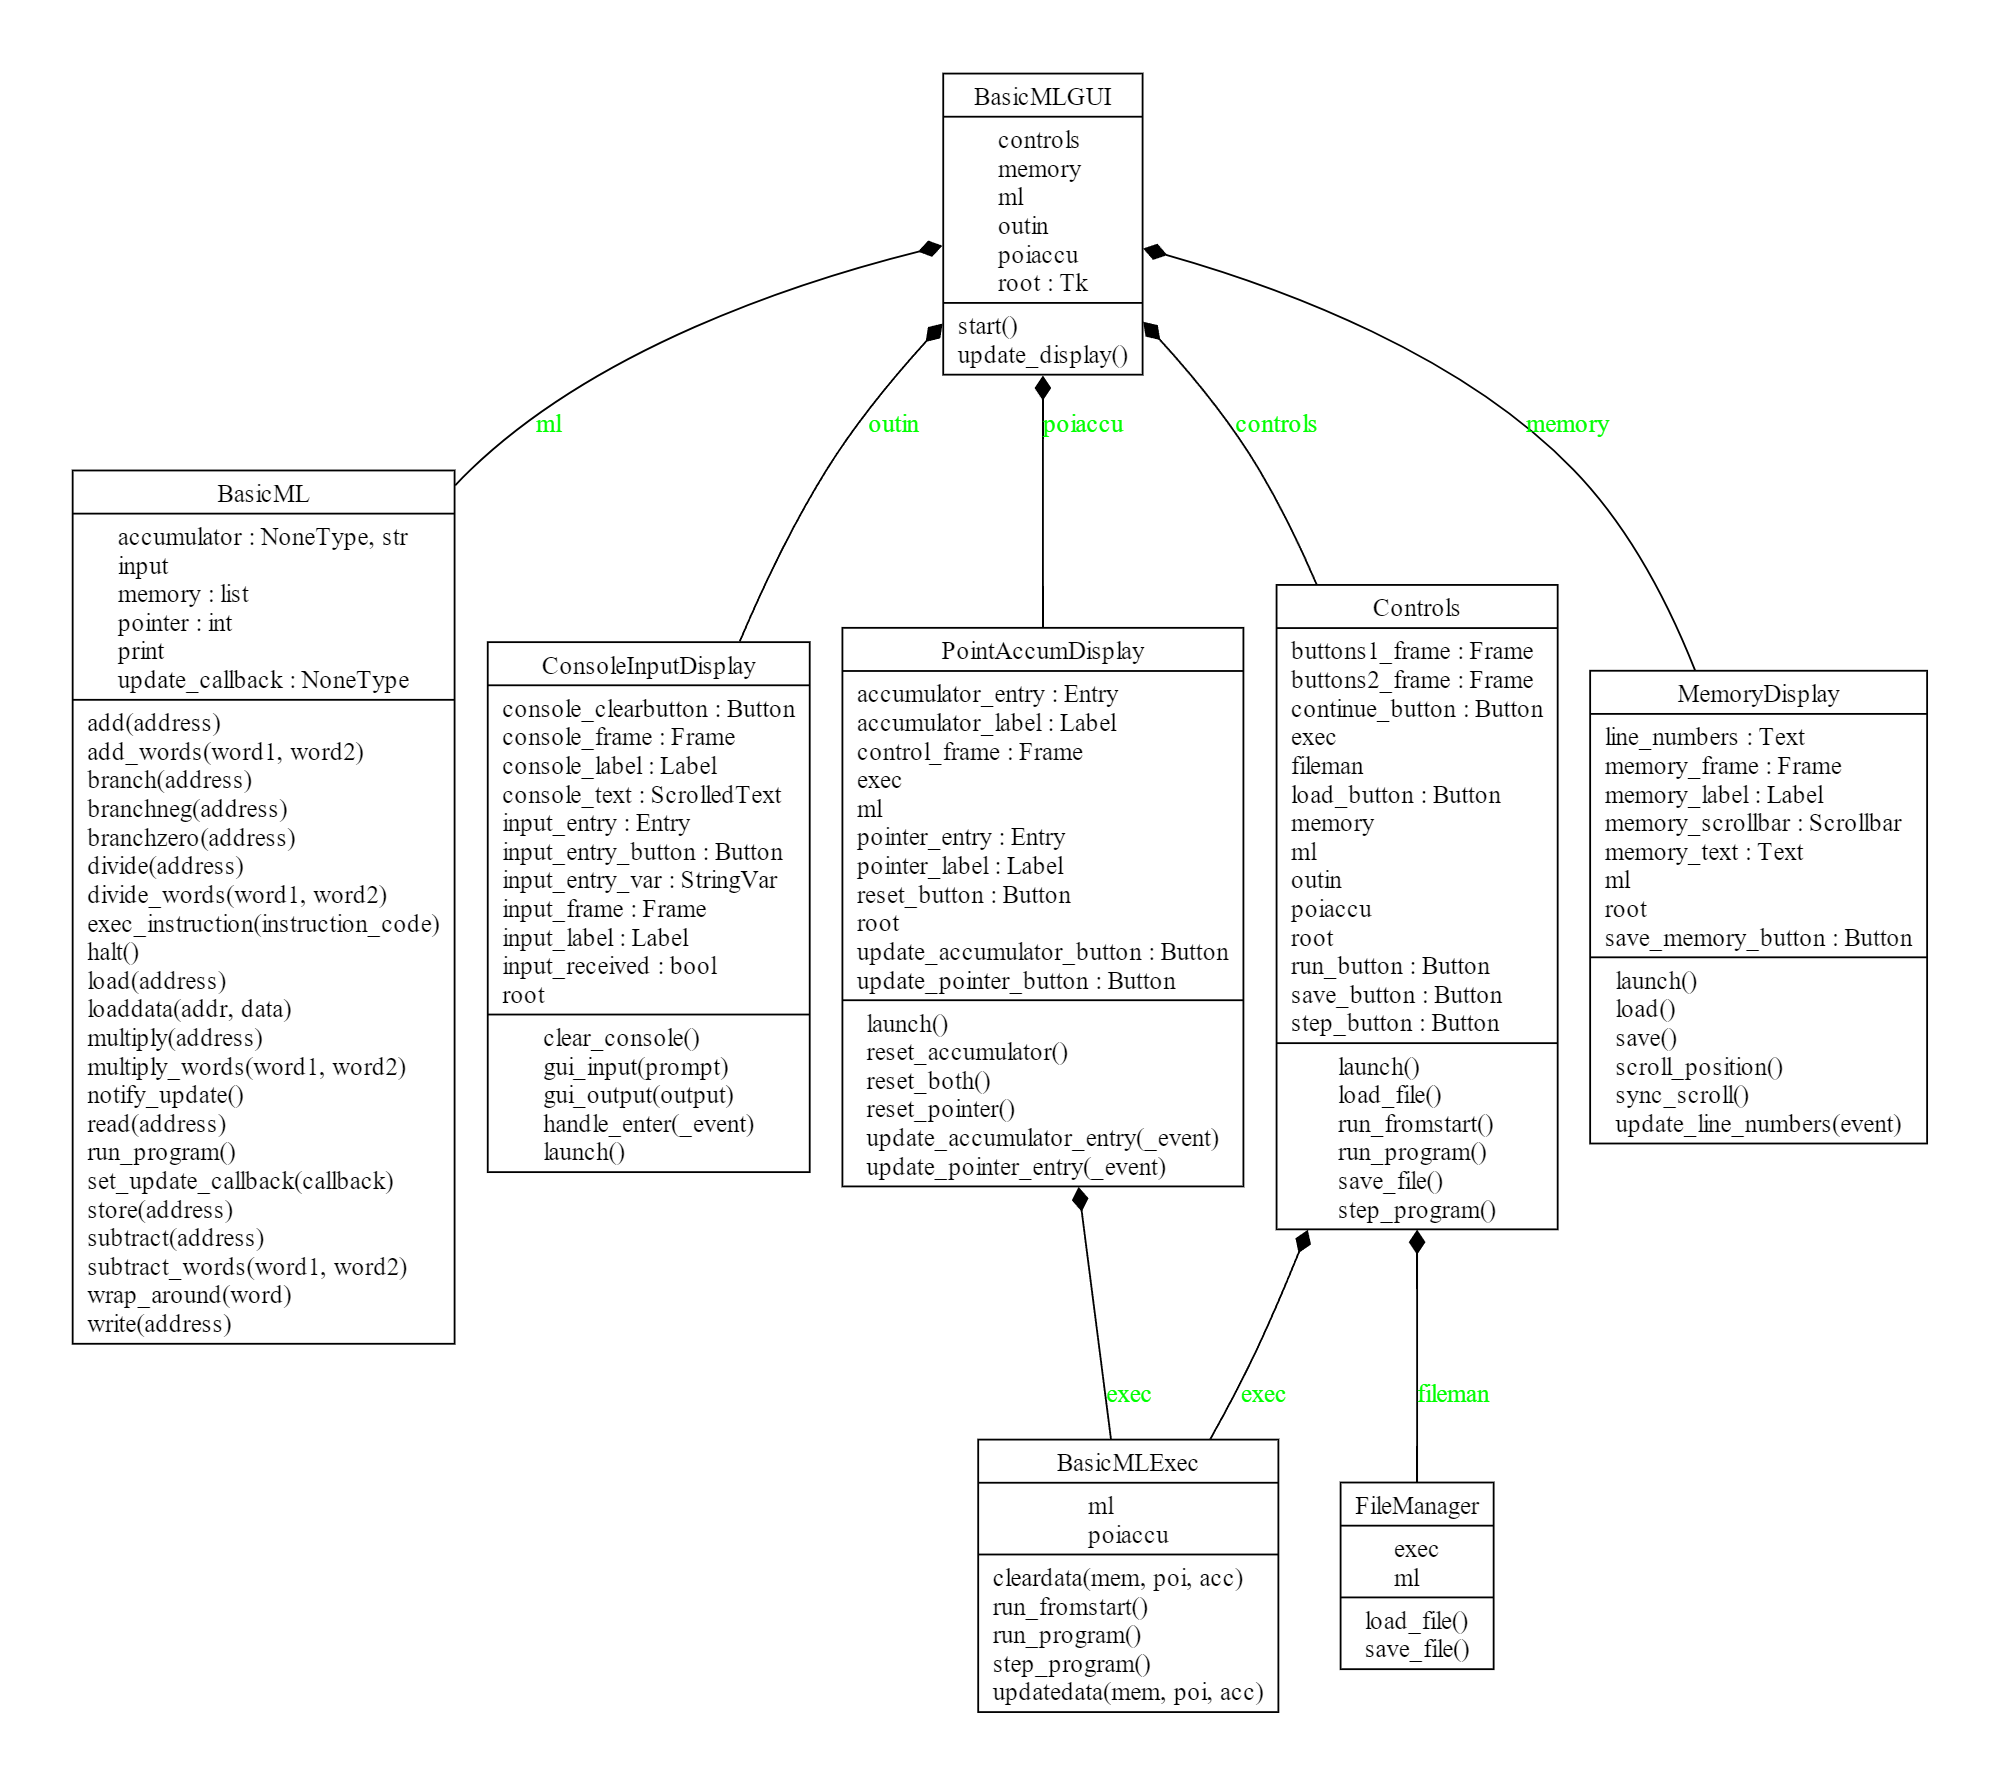 BasicMLGUI
controls
memory
ml
outin
poiaccu
root : Tk
start()
update_display()
ml
outin
poiaccu
controls
memory
BasicML
accumulator : NoneType, str
input
memory : list
pointer : int
print
update_callback : NoneType
add(address)
add_words(word1, word2)
branch(address)
branchneg(address)
branchzero(address)
divide(address)
divide_words(word1, word2)
exec_instruction(instruction_code)
halt()
load(address)
loaddata(addr, data)
multiply(address)
multiply_words(word1, word2)
notify_update()
read(address)
run_program()
set_update_callback(callback)
store(address)
subtract(address)
subtract_words(word1, word2)
wrap_around(word)
write(address)
ConsoleInputDisplay
console_clearbutton : Button
console_frame : Frame
console_label : Label
console_text : ScrolledText
input_entry : Entry
input_entry_button : Button
input_entry_var : StringVar
input_frame : Frame
input_label : Label
input_received : bool
root
clear_console()
gui_input(prompt)
gui_output(output)
handle_enter(_event)
launch()
PointAccumDisplay
accumulator_entry : Entry
accumulator_label : Label
control_frame : Frame
exec
ml
pointer_entry : Entry
pointer_label : Label
reset_button : Button
root
update_accumulator_button : Button
update_pointer_button : Button
launch()
reset_accumulator()
reset_both()
reset_pointer()
update_accumulator_entry(_event)
update_pointer_entry(_event)
Controls
buttons1_frame : Frame
buttons2_frame : Frame
continue_button : Button
exec
fileman
load_button : Button
memory
ml
outin
poiaccu
root
run_button : Button
save_button : Button
step_button : Button
launch()
load_file()
run_fromstart()
run_program()
save_file()
step_program()
MemoryDisplay
line_numbers : Text
memory_frame : Frame
memory_label : Label
memory_scrollbar : Scrollbar
memory_text : Text
ml
root
save_memory_button : Button
launch()
load()
save()
scroll_position()
sync_scroll()
update_line_numbers(event)
exec
exec
fileman
BasicMLExec
ml
poiaccu
cleardata(mem, poi, acc)
run_fromstart()
run_program()
step_program()
updatedata(mem, poi, acc)
FileManager
exec
ml
load_file()
save_file()